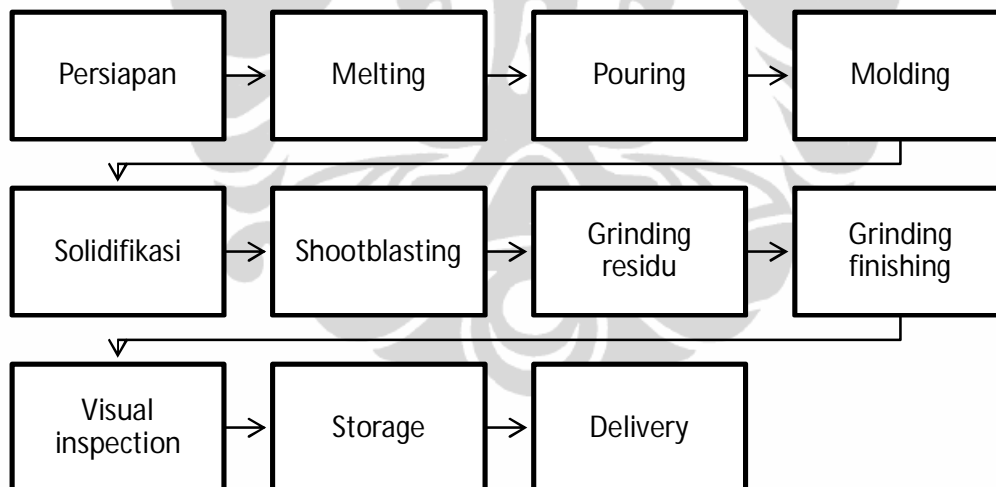 Persiapan
Melting
Pouring
Molding
Solidifikasi
Shootblasting
Grinding
residu
Grinding
finishing
Visual
inspection
Storage
Delivery